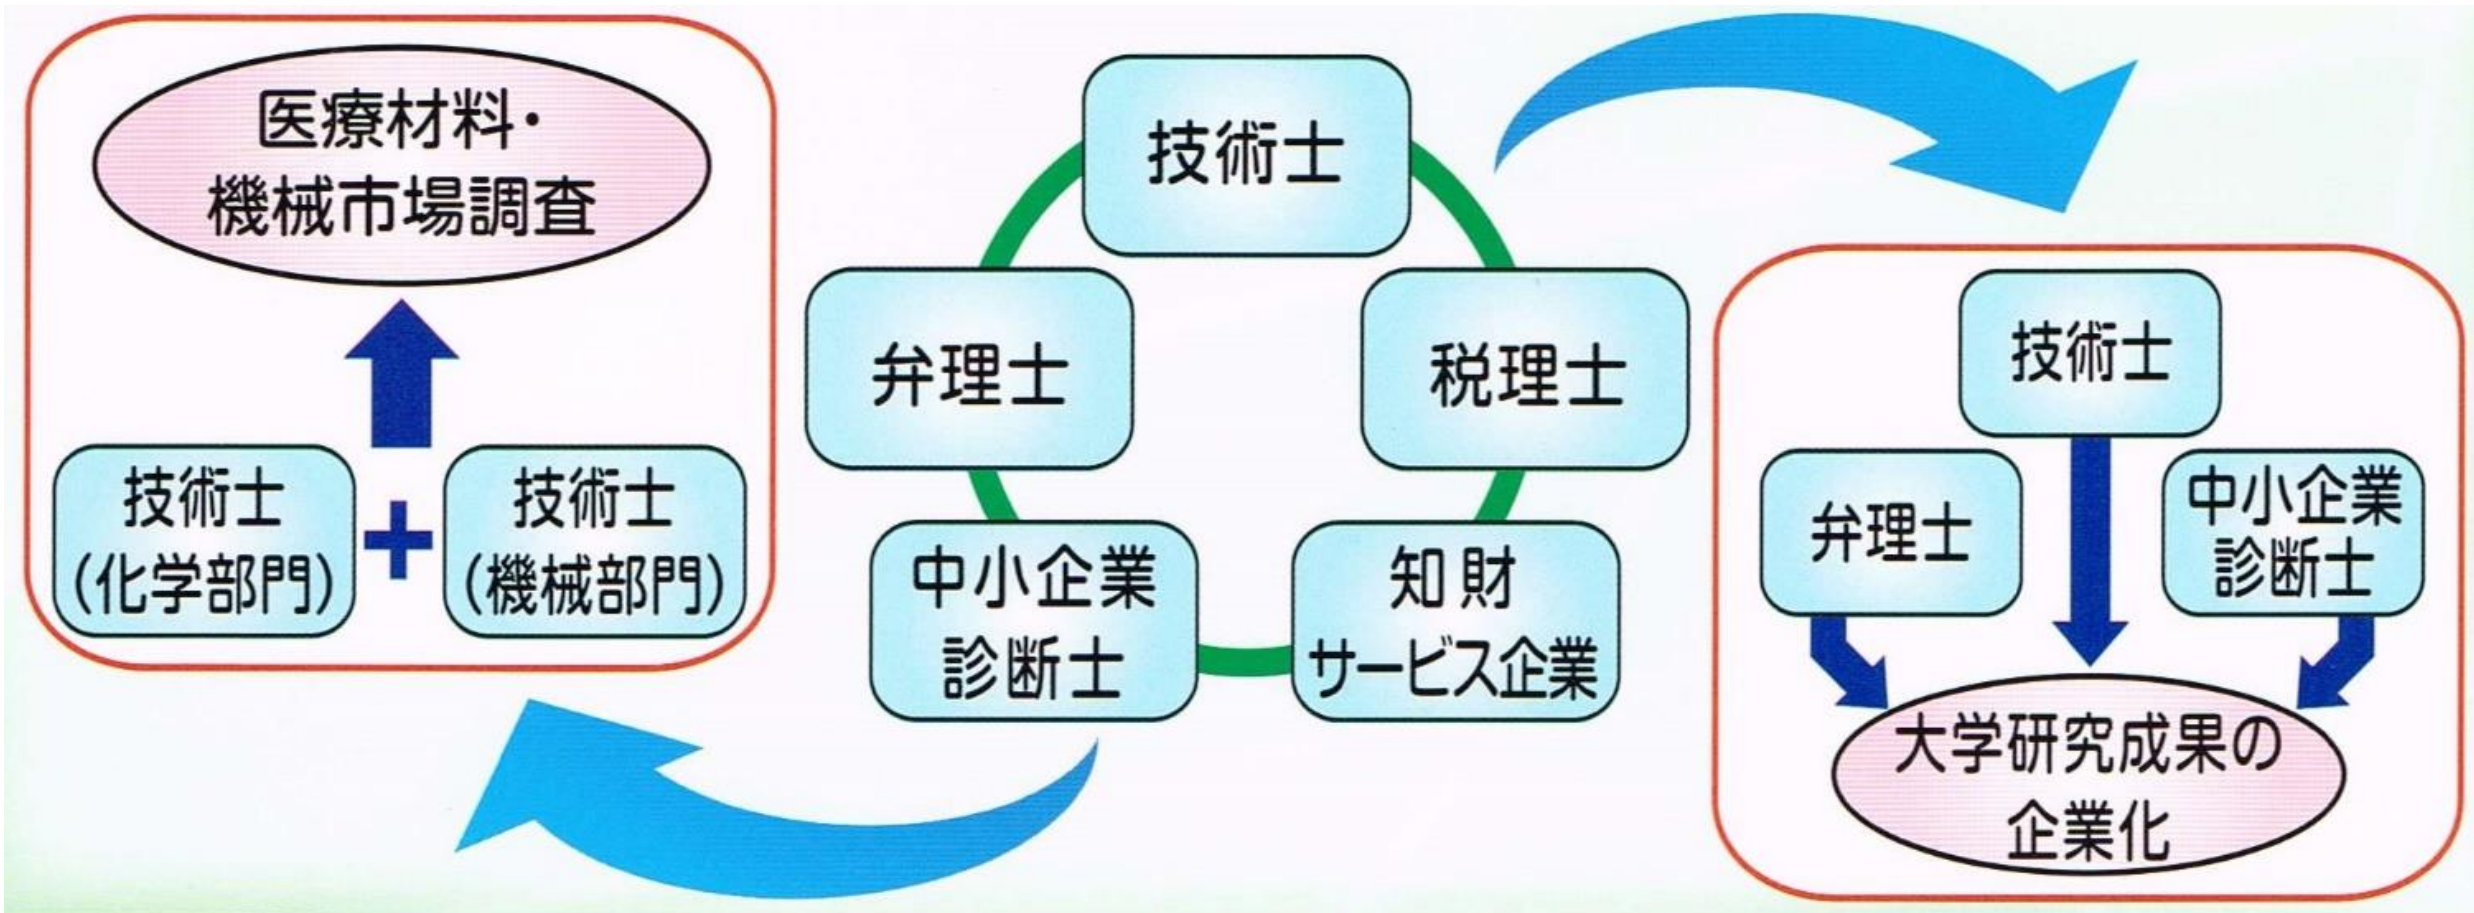 医療材料・
機械市場調査
技術士
(化学部門)
+
技術士
(機械部門)
技術士
弁理士
税理士
中小企業
診断士
知財
サービス企業
技術士
弁理士
中小企業
診断士
大学研究成果の
企業化